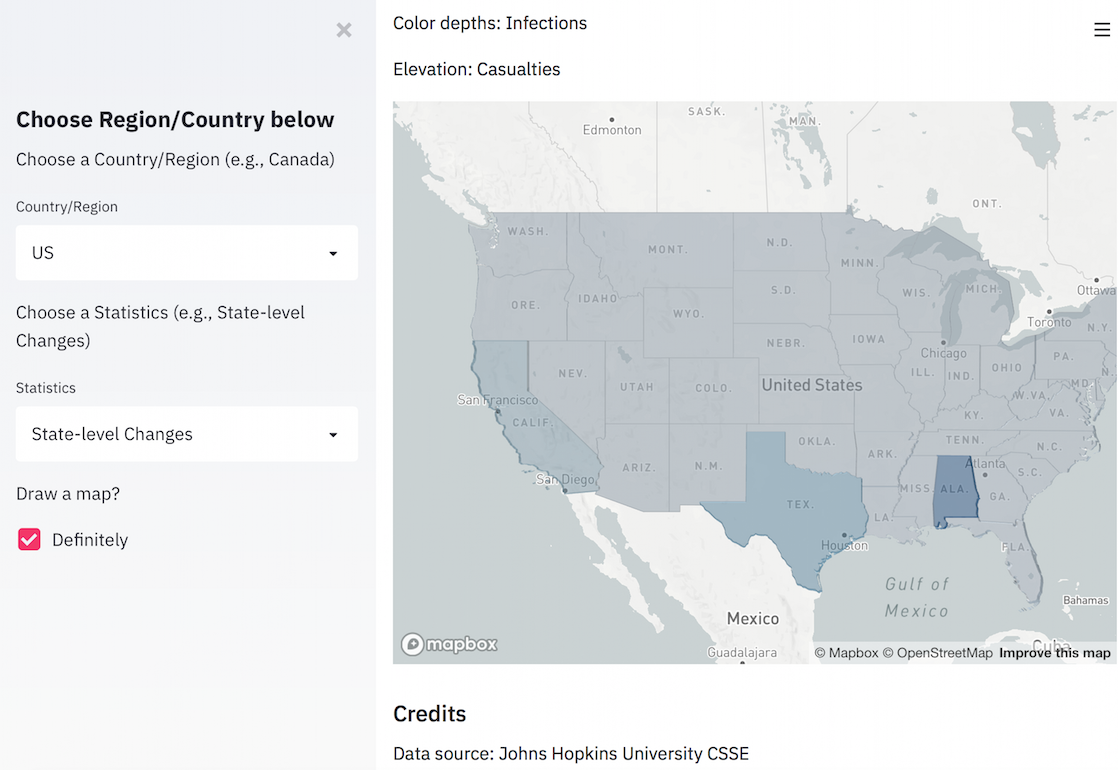 ×
Choose Region/Country below
Choose a Country/Region (e.g., Canada)
Country/Region
US
Choose a Statistics (e.g., State-level
Changes)
Statistics
State-level Changes
Draw a map?
Definitely
Color depths: Infections
Elevation: Casualties
Edmonton
SASK.
MAN.
ONT.
WASH.
MONT.
N.D.
MINN.
ORE.
IDAHO
S.D.
WIS.
MICH.
Ottawa
WYO.
Toronto
N.Y.
NEBR.
IOWA
Chicago
NEV.
UTAH
COLO.
United States
ILL.
IND.
OHIO
PA.
N.
MD.
San Francisco
W.VA.
VA.
CALIF.
KY.
OKLA.
TENN.
N.C.
ARIZ.
N.M.
ARK.
Atlanta
San Diego
S.C.
MISS.
ALA.
GA.
TEX.
LA.
Houston
FLA.
Gulf of
Mexico
Bahamas
Mexico
Cuba
Guadalajara
mapbox
© Mapbox © OpenStreetMap Improve this map
Credits
Data source: Johns Hopkins University CSSE